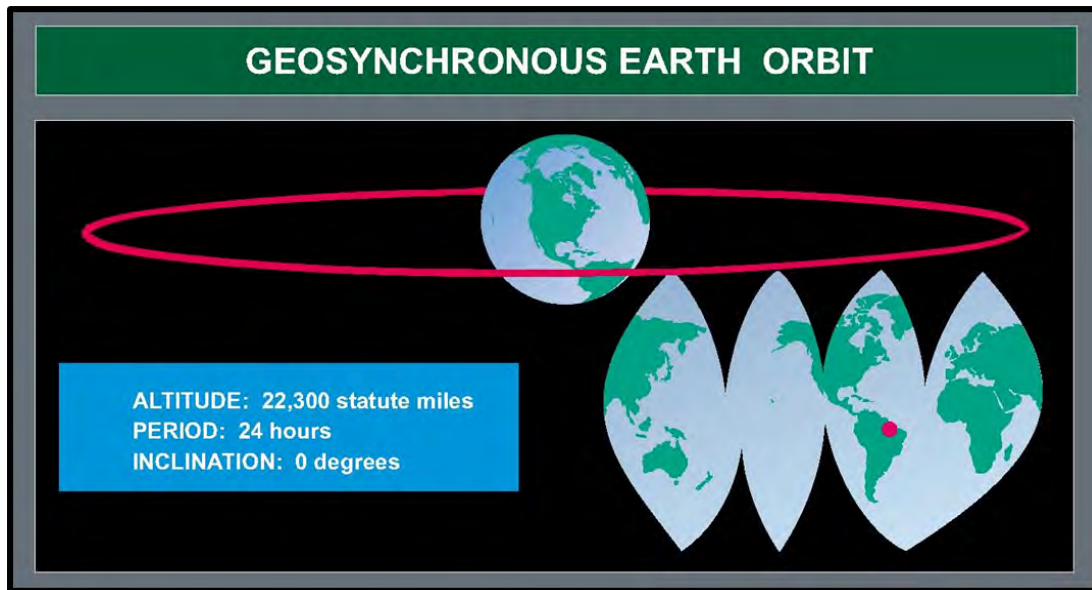 GEOSYNCHRONOUS EARTH ORBIT
ALTITUDE: 22,300 statute miles
PERIOD: 24 hours
INCLINATION: 0 degrees